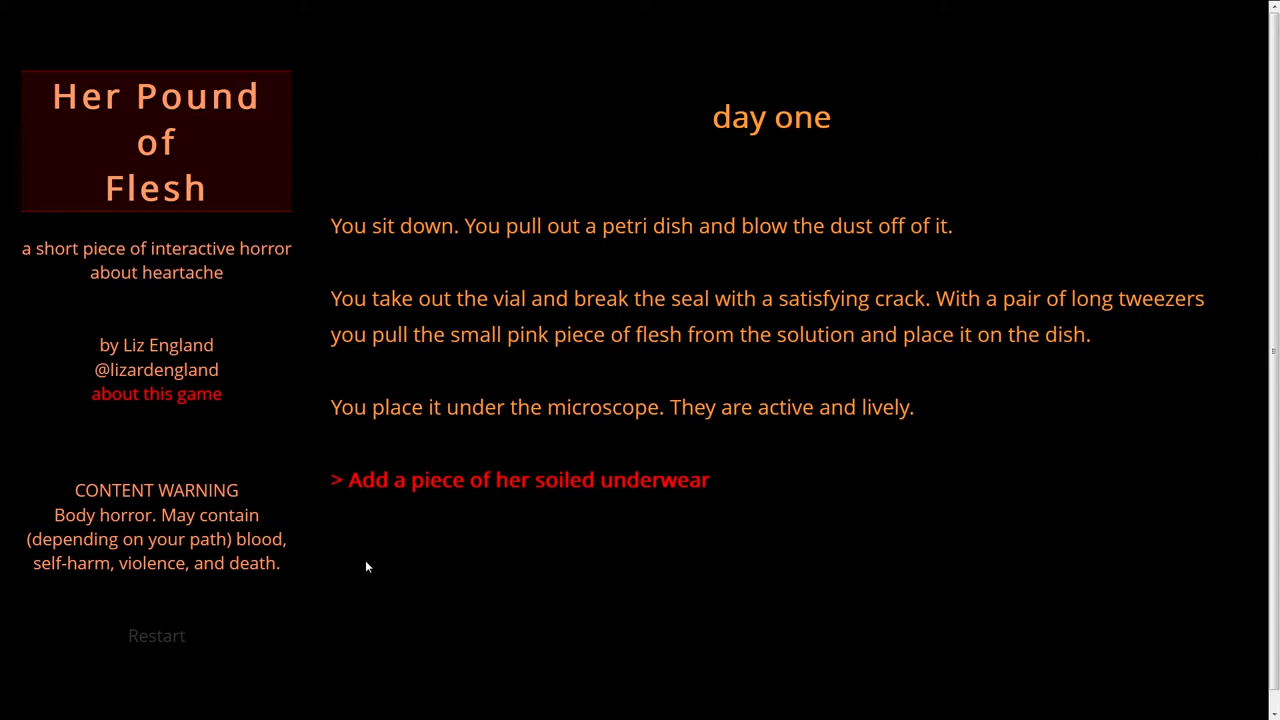 Her Pound
of
Flesh
a short piece of interactive horror
about heartache
by Liz England
@lizardengland
about this game
CONTENT WARNING
Body horror. May contain
(depending on your path) blood,
self-harm, violence, and death.
Restart
day one
You sit down. You pull out a petri dish and blow the dust off of it.
You take out the vial and break the seal with a satisfying crack. With a pair of long tweezers
you pull the small pink piece of flesh from the solution and place it on the dish.
You place it under the microscope. They are active and lively.
> Add a piece of her soiled underwear